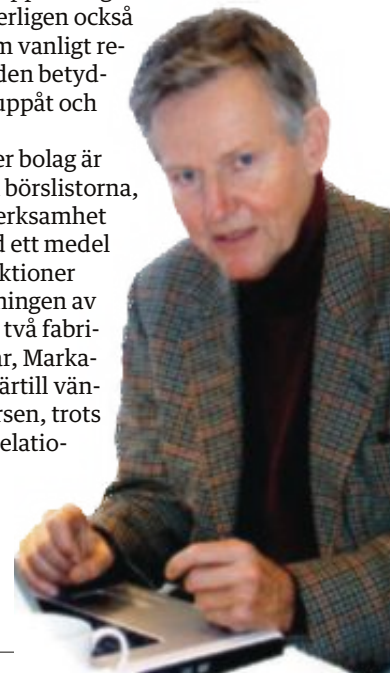 erligen också
m vanligt re-
den betyd-
uppåt och
er bolag är
börslistorna,
erksamhet
d ett medel
ktioner
ningen av
två fabri-
ar, Marka-
ärtill vän-
rsen, trots
elatio-